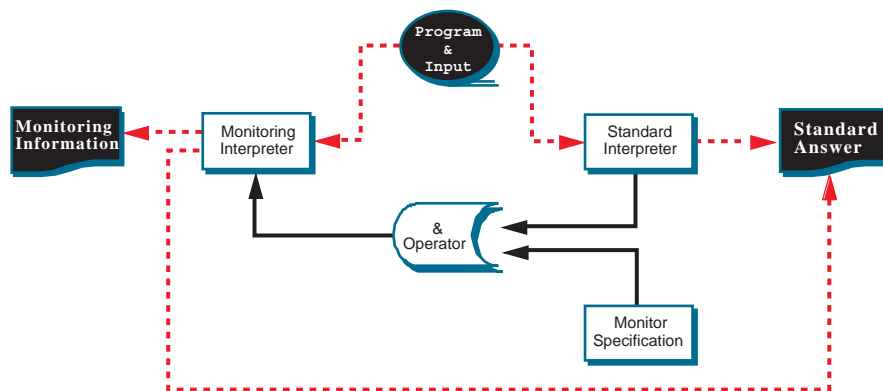 Program
&
Input
Monitoring
Information
Monitoring
Interpreter
Standard
Interpreter
Standard
Answer
&
Operator
Monitor
Specification